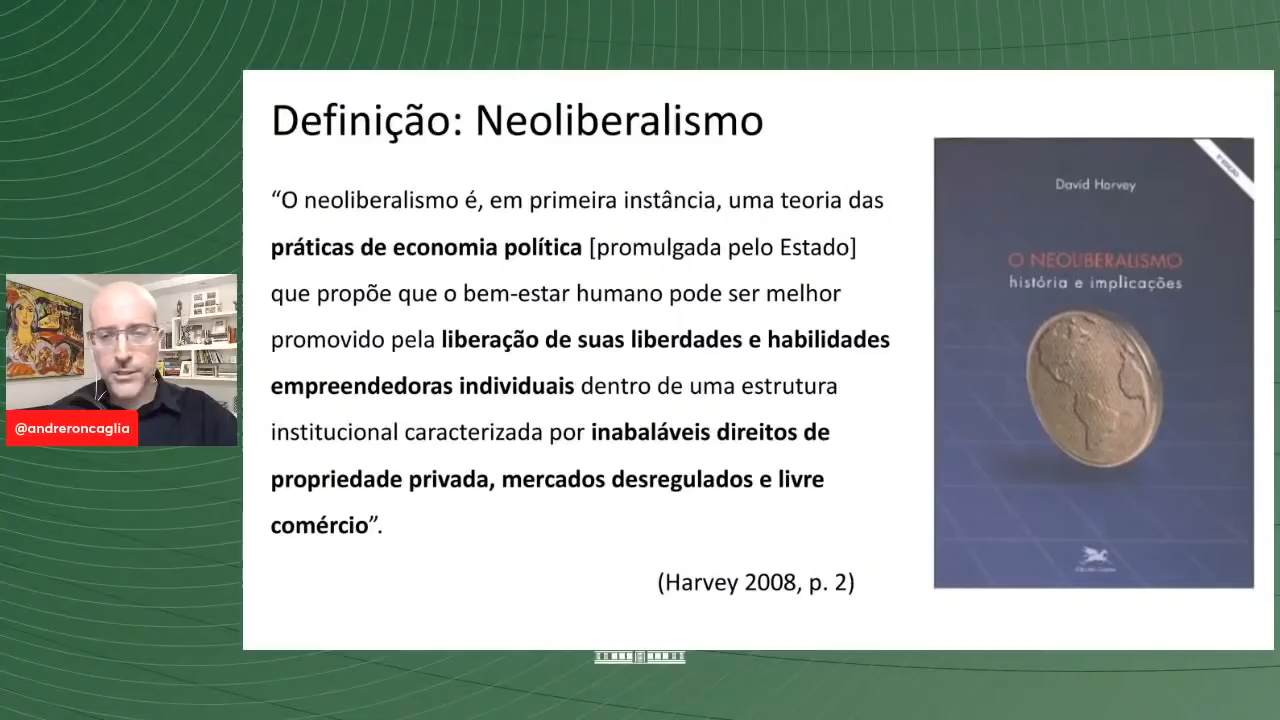 Definição: Neoliberalismo
“O neoliberalismo é, em primeira instância, uma teoria das
práticas de economia política [promulgada pelo Estado]
que propõe que o bem-estar humano pode ser melhor
promovido pela liberação de suas liberdades e habilidades
empreendedoras individuais dentro de uma estrutura
institucional caracterizada por inabaláveis direitos de
propriedade privada, mercados desregulados e livre
comércio”.
(Harvey 2008, p. 2)
David Harvey
O NEOLIBERALISMO
história e implicações
@andreroncaglia